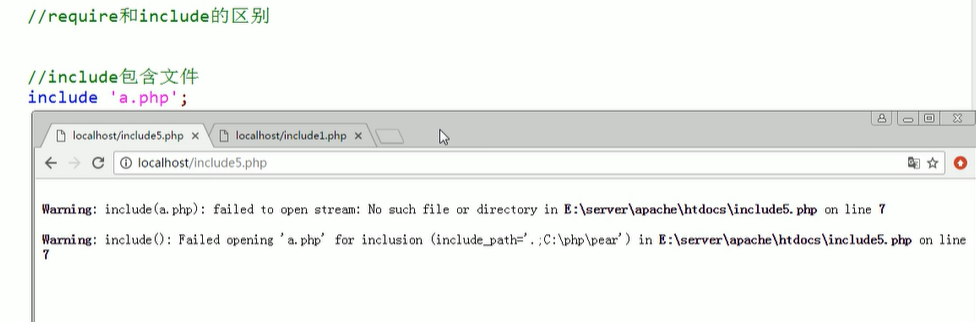 //require和include的区别
//include包含文件
include 'a.php';
localhost/include5.php
localhost/include1.php
localhost/include5.php
Warning: include(a.php): failed to open stream: No such file or directory in E:\server\apache\htdocs\include5.php on line 7
Warning: include(): Failed opening 'a.php' for inclusion (include_path='.;C:\php\pear') in E:\server\apache\htdocs\include5.php on line
7